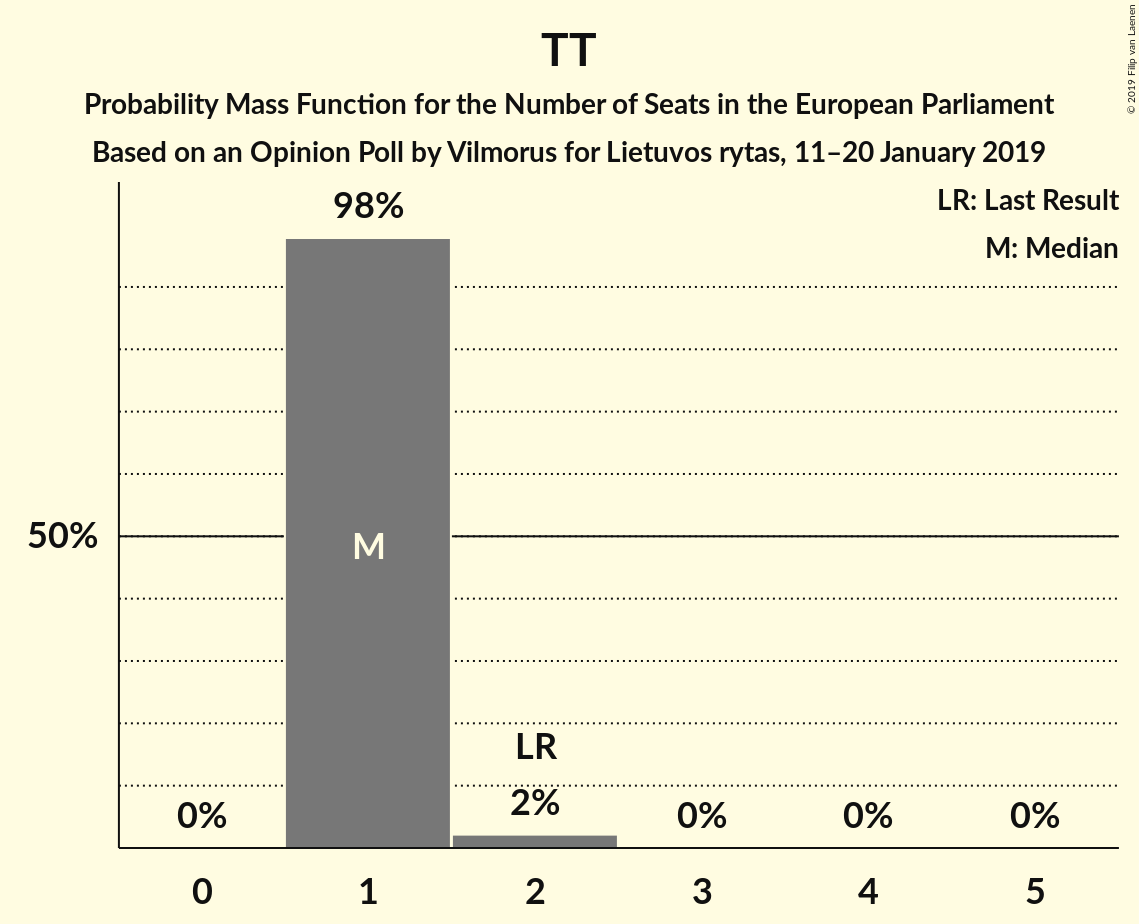 TT
Probability Mass Function for the Number of Seats in the European Parliament
Based on an Opinion Poll by Vilmorus for Lietuvos rytas, 11–20 January 2019
© 2019 Filip van Laenen
LR: Last Result
M: Median
98%
50%
M
LR
0%
2%
0%
0%
0%
0
1
2
3
4
5